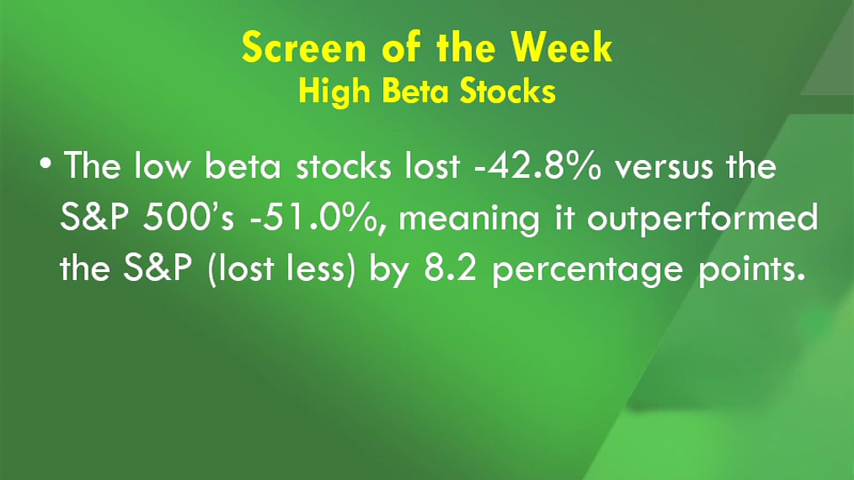 Screen of the Week
High Beta Stocks
• The low beta stocks lost -42.8% versus the
S&P 500’s -51.0%, meaning it outperformed
the S&P (lost less) by 8.2 percentage points.